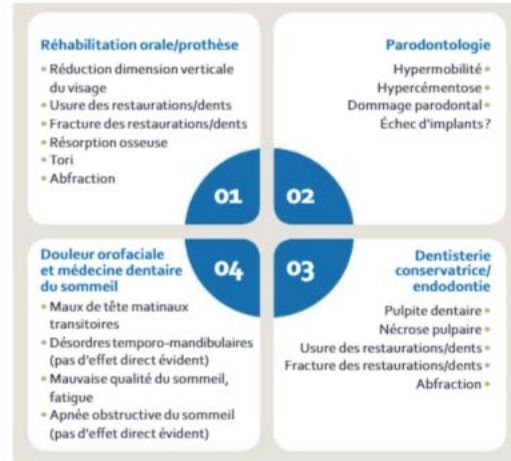 Réhabilitation orale/prothèse
• Réduction dimension verticale
du visage
• Usure des restaurations/dents
• Fracture des restaurations/dents
• Résorption osseuse
• Tori
• Abfraction
01
Parodontologie
Hypermobilité •
Hypercémentose •
Dommage parodontal •
Échec d'implants?
02
Douleur orofaciale
et médecine dentaire
du sommeil
• Maux de tête matinaux
transitoires
• Désordres temporo-mandibulaires
(pas d'effet direct évident)
• Mauvaise qualité du sommeil,
fatigue
• Apnée obstructive du sommeil
(pas d'effet direct évident)
04
03
Dentisterie
conservatrice/
endodontie
Pulpite dentaire •
Nécrose pulpaire •
Usure des restaurations/dents •
Fracture des restaurations/dents •
Abfraction •